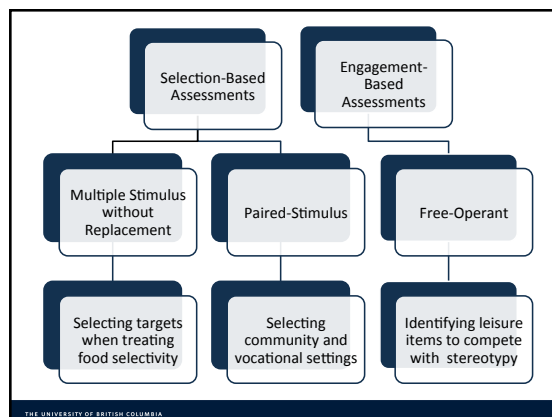 Selection-Based
Assessments
Engagement-
Based
Assessments
Multiple Stimulus
without
Replacement
Paired-Stimulus
Free-Operant
Selecting targets
when treating
food selectivity
Selecting
community and
vocational settings
Identifying leisure
items to compete
with stereotypy
THE UNIVERSITY OF BRITISH COLUMBIA